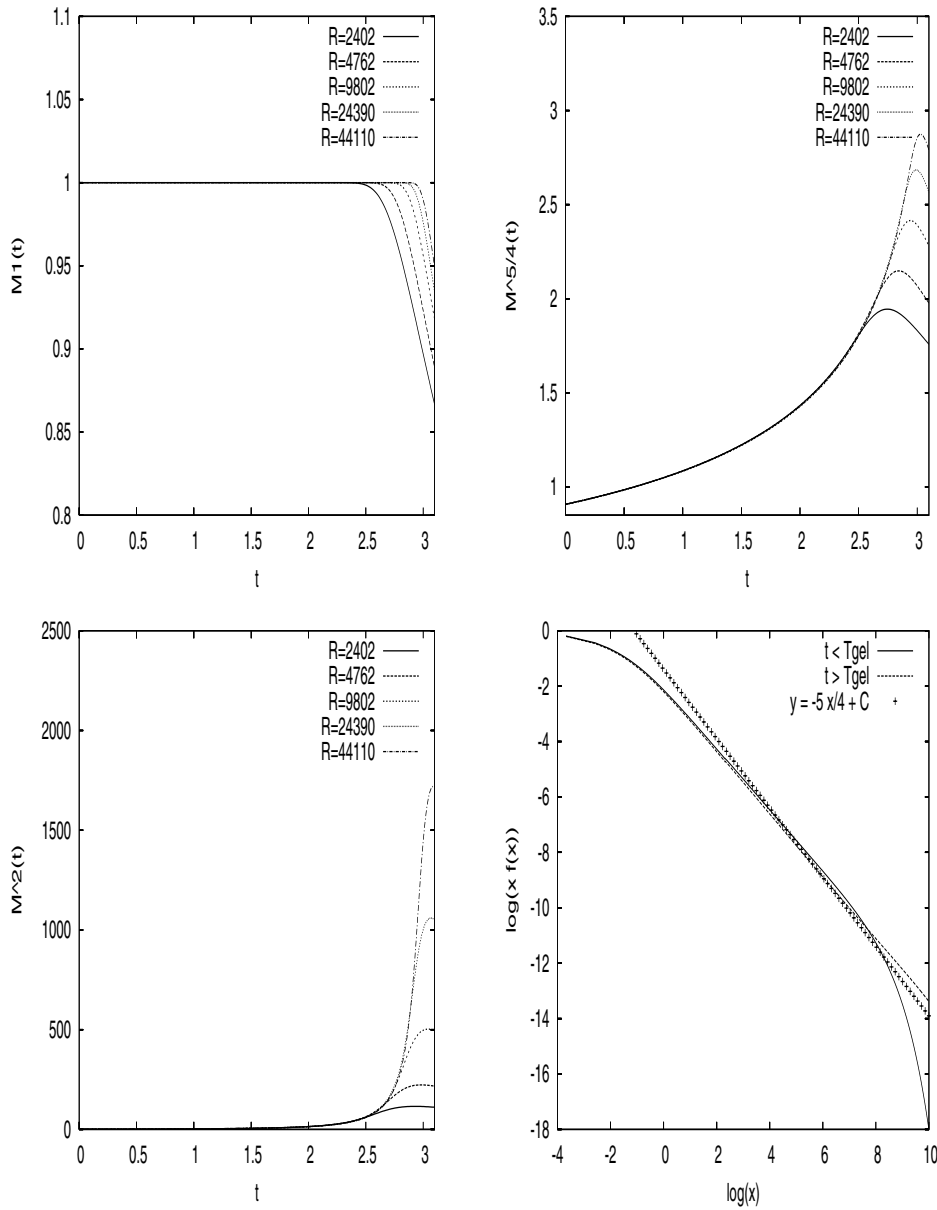 1.1
1.05
1
0.95
0.9
0.85
0.8
0 0.5 1 1.5 2 2.5 3
t
M1(t)
R=2402
R=4762
R=9802
R=24390
R=44110
3.5
3
2.5
2
1.5
1
0 0.5 1 1.5 2 2.5 3
t
M^5/4(t)
R=2402
R=4762
R=9802
R=24390
R=44110
2500
2000
1500
1000
500
0
0 0.5 1 1.5 2 2.5 3
t
M^2(t)
R=2402
R=4762
R=9802
R=24390
R=44110
0
-2
-4
-6
-8
-10
-12
-14
-16
-18
-4 -2 0 2 4 6 8 10
log(x)
log(x f(x))
t < Tgel
t > Tgel
y = -5 x/4 + C